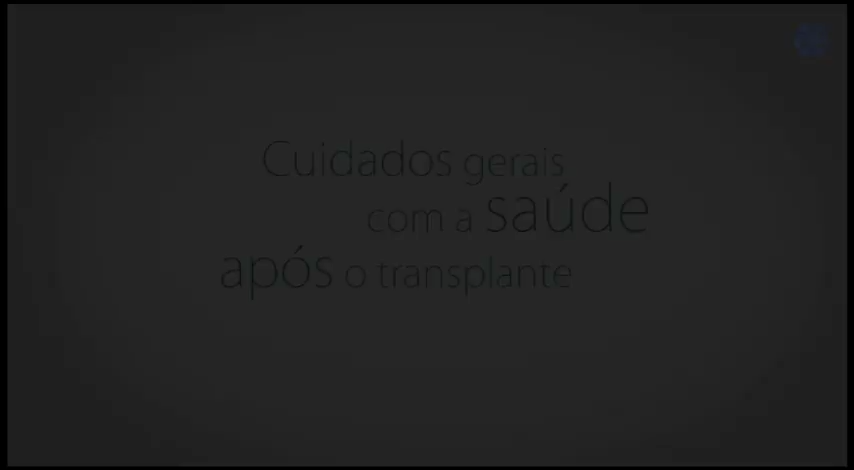 Cuidados gerais
com a saúde
após o transplante